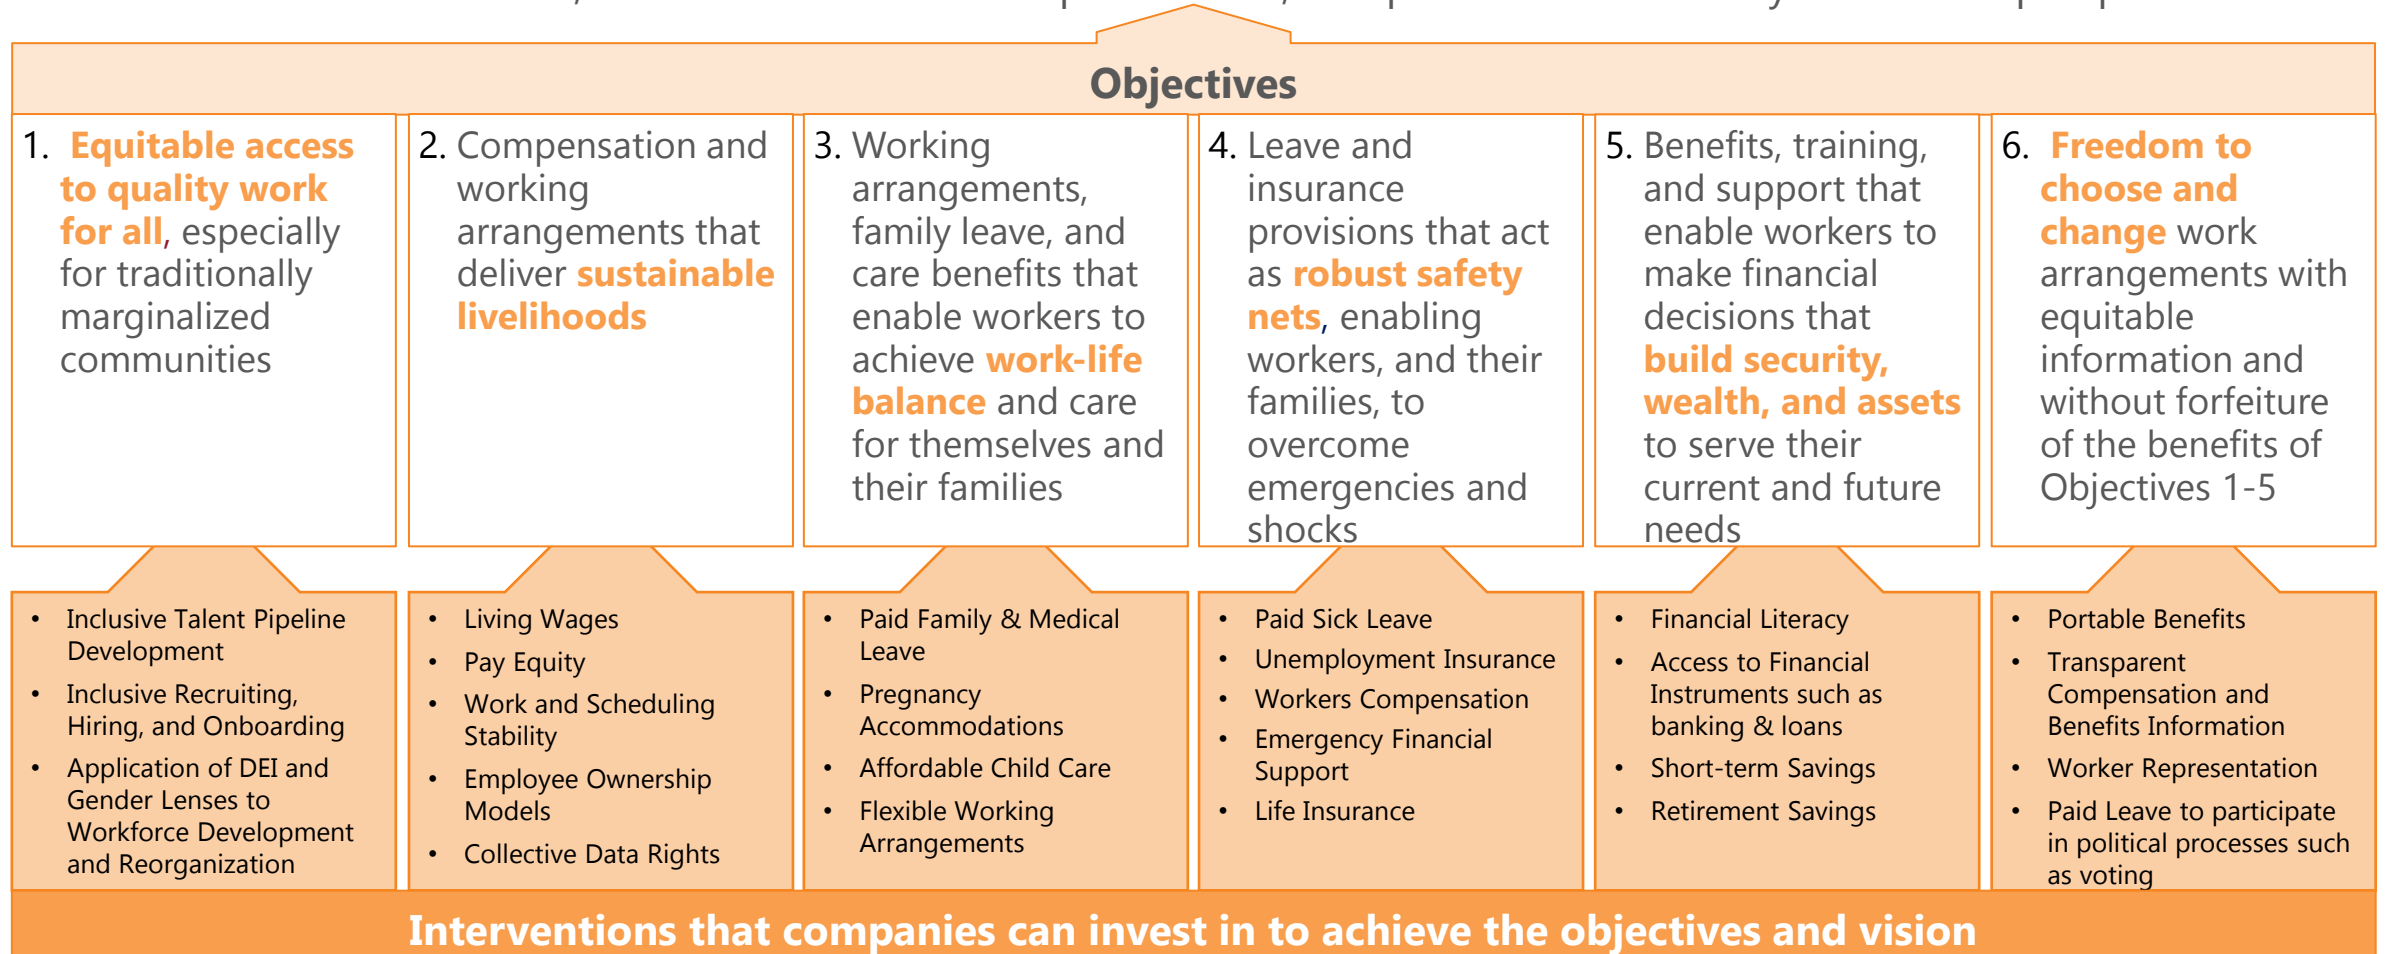 Objectives
1. Equitable access
to quality work
for all, especially
for traditionally
marginalized
communities
2. Compensation and
working
arrangements that
deliver sustainable
livelihoods
3. Working
arrangements,
family leave, and
care benefits that
enable workers to
achieve work-life
balance and care
for themselves and
their families
4. Leave and
insurance
provisions that act
as robust safety
nets, enabling
workers, and their
families, to
overcome
emergencies and
shocks
5. Benefits, training,
and support that
enable workers to
make financial
decisions that
build security,
wealth, and assets
to serve their
current and future
needs
6. Freedom to
choose and
change work
arrangements with
equitable
information and
without forfeiture
of the benefits of
Objectives 1-5
• Inclusive Talent Pipeline
Development
• Inclusive Recruiting,
Hiring, and Onboarding
• Application of DEI and
Gender Lenses to
Workforce Development
and Reorganization
• Living Wages
• Pay Equity
• Work and Scheduling
Stability
• Employee Ownership
Models
• Collective Data Rights
• Paid Family & Medical
Leave
• Pregnancy
Accommodations
• Affordable Child Care
• Flexible Working
Arrangements
• Paid Sick Leave
• Unemployment Insurance
• Workers Compensation
• Emergency Financial
Support
• Life Insurance
• Financial Literacy
• Access to Financial
Instruments such as
banking & loans
• Short-term Savings
• Retirement Savings
• Portable Benefits
• Transparent
Compensation and
Benefits Information
• Worker Representation
• Paid Leave to participate
in political processes such
as voting
Interventions that companies can invest in to achieve the objectives and vision